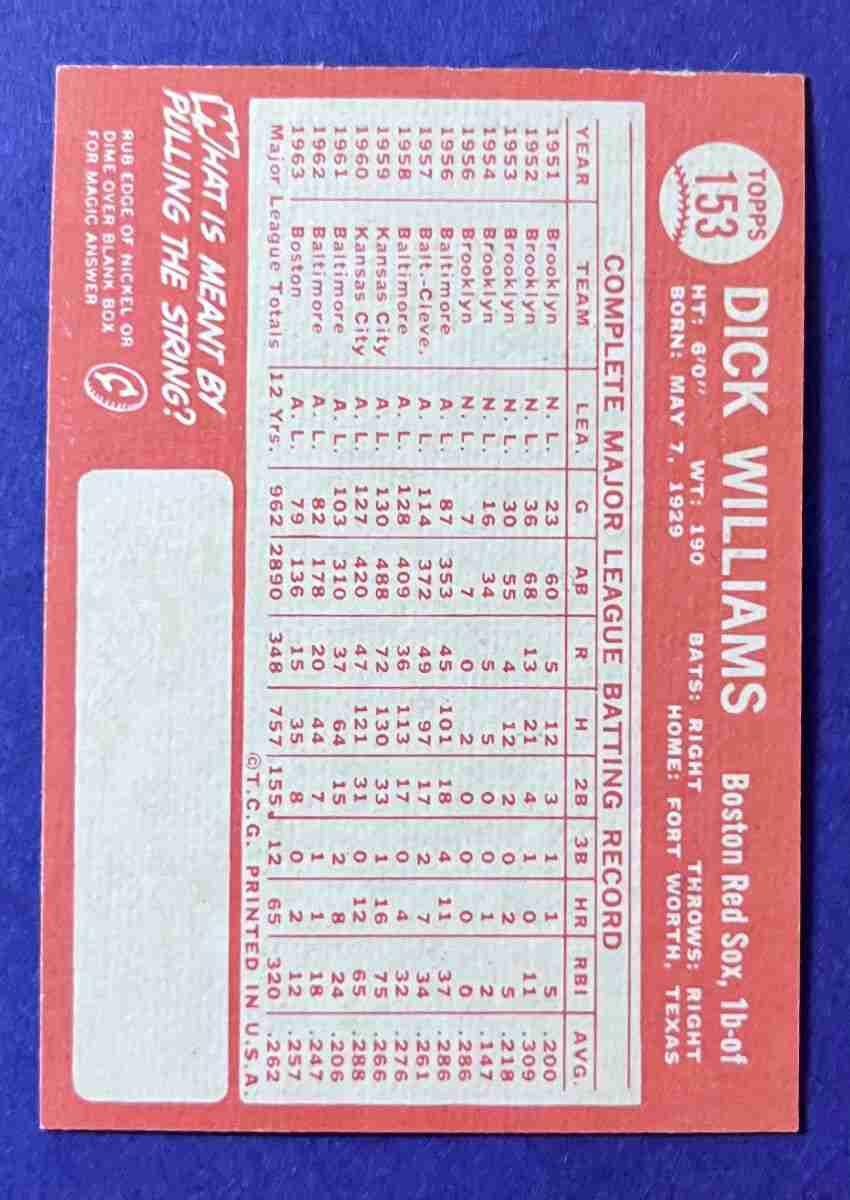 TOPPS
153
DICK WILLIAMS Boston Red Sox, 1b-of
HT: 6'0" WT: 190 BATS: RIGHT THROWS: RIGHT
BORN: MAY 7, 1929 HOME: FORT WORTH, TEXAS
COMPLETE MAJOR LEAGUE BATTING RECORD
YEAR TEAM LEA. G AB R H 2B 3B HR RBI AVG.
1951 Brooklyn N. L. 23 60 5 12 3 1 1 5 .200
1952 Brooklyn N. L. 36 68 13 21 4 1 0 11 .309
1953 Brooklyn N. L. 30 55 4 12 2 0 2 5 .218
1954 Brooklyn N. L. 16 34 5 5 0 0 1 2 .147
1956 Brooklyn N. L. 7 7 0 2 0 0 0 0 .286
1956 Baltimore A. L. 87 353 45 101 18 4 11 37 .286
1957 Balt.-Cleve. A. L. 114 372 49 97 17 2 7 34 .261
1958 Baltimore A. L. 128 409 36 113 17 0 4 32 .276
1959 Kansas City A. L. 130 488 72 130 33 1 16 75 .266
1960 Kansas City A. L. 127 420 47 121 31 0 12 65 .288
1961 Baltimore A. L. 103 310 37 64 15 2 8 24 .206
1962 Baltimore A. L. 82 178 20 44 7 1 1 18 .247
1963 Boston A. L. 79 136 15 35 8 0 2 12 .257
Major League Totals 12 Yrs. 962 2890 348 757 155 12 65 320 .262
©T.C.G. PRINTED IN U.S.A.
WHAT IS MEANT BY
PULLING THE STRING?
RUB EDGE OF NICKEL OR
DIME OVER BLANK BOX
FOR MAGIC ANSWER